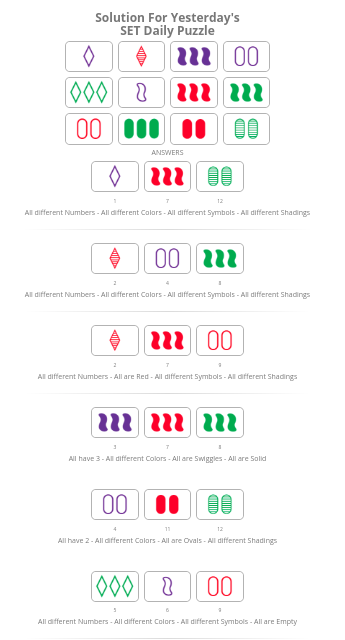 Solution For Yesterday's
SET Daily Puzzle
ANSWERS
1 7 12
All different Numbers - All different Colors - All different Symbols - All different Shadings
2 4 8
All different Numbers - All different Colors - All different Symbols - All different Shadings
2 7 9
All different Numbers - All are Red - All different Symbols - All different Shadings
3 7 8
All have 3 - All different Colors - All are Swiggles - All are Solid
4 11 12
All have 2 - All different Colors - All are Ovals - All different Shadings
5 6 9
All different Numbers - All different Colors - All different Symbols - All are Empty